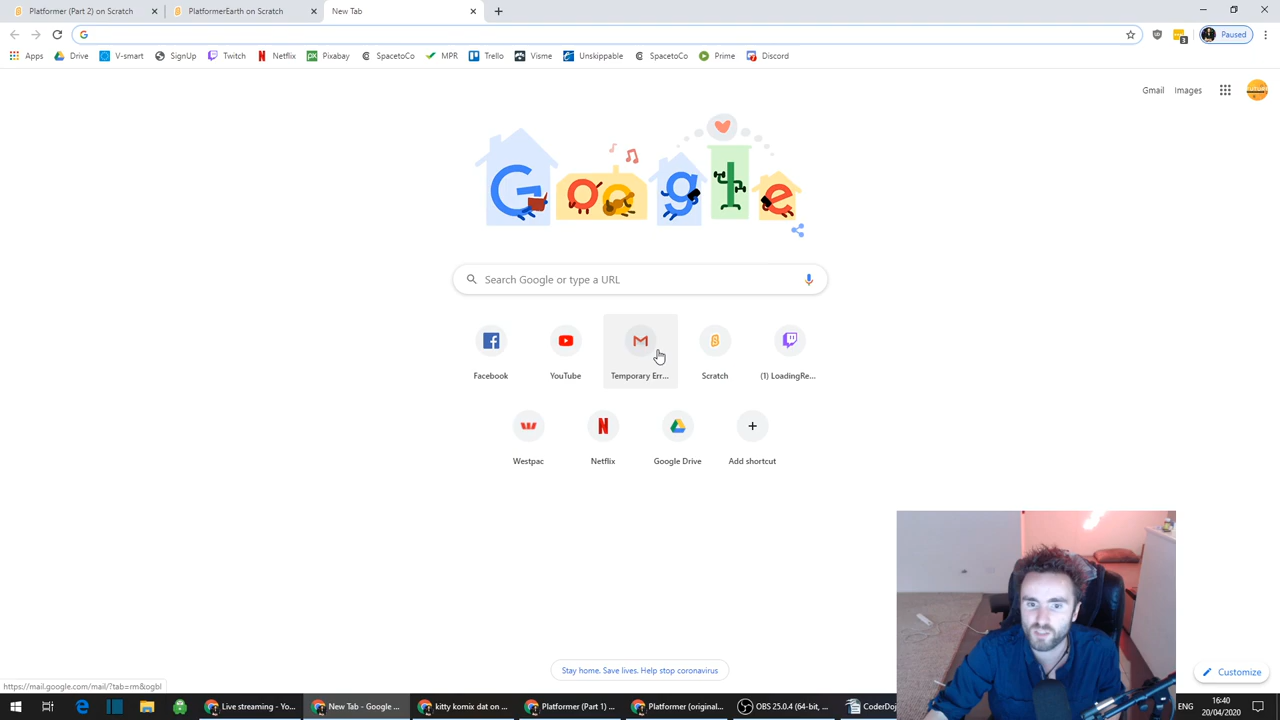 Platformer (Part 2) on Scratch
PlatformerEarth on Scratch
New Tab
Paused
3
Apps
Drive
V-smart
SignUp
Twitch
Netflix
Pixabay
SpacetoCo
MPR
Trello
Visme
Unskippable
SpacetoCo
Prime
Discord
Gmail
Images
Google
Search Google or type a URL
Facebook
YouTube
Temporary Err...
Scratch
(1) LoadingRe...
Westpac
Netflix
Google Drive
Add shortcut
Stay home. Save lives. Help stop coronavirus
Customize
https://mail.google.com/mail/?tab=rm&ogbl
Live streaming - Yo...
New Tab - Google ...
kitty komix dat on ...
Platformer (Part 1) ...
Platformer (original...
OBS 25.0.4 (64-bit, ...
CoderDoj
ENG
16:40
20/04/2020